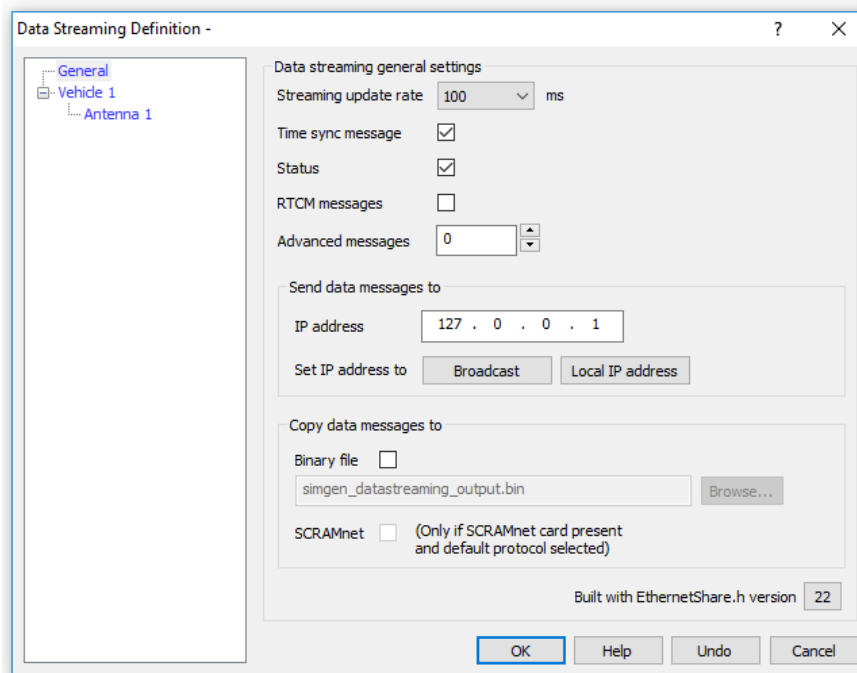 Data Streaming Definition -
General
Vehicle 1
Antenna 1
Data streaming general settings
Streaming update rate 100 ms
Time sync message
Status
RTCM messages
Advanced messages 0
Send data messages to
IP address 127 . 0 . 0 . 1
Set IP address to Broadcast Local IP address
Copy data messages to
Binary file
simgen_datastreaming_output.bin Browse...
SCRAMnet (Only if SCRAMnet card present
and default protocol selected)
Built with EthernetShare.h version 22
OK Help Undo Cancel